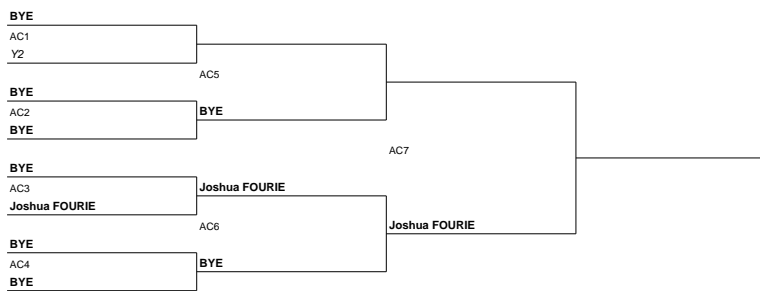 BYE
AC1
Y2
AC5
BYE
AC2
BYE
BYE
AC7
BYE
AC3
Joshua FOURIE
Joshua FOURIE
AC6
Joshua FOURIE
BYE
AC4
BYE
BYE